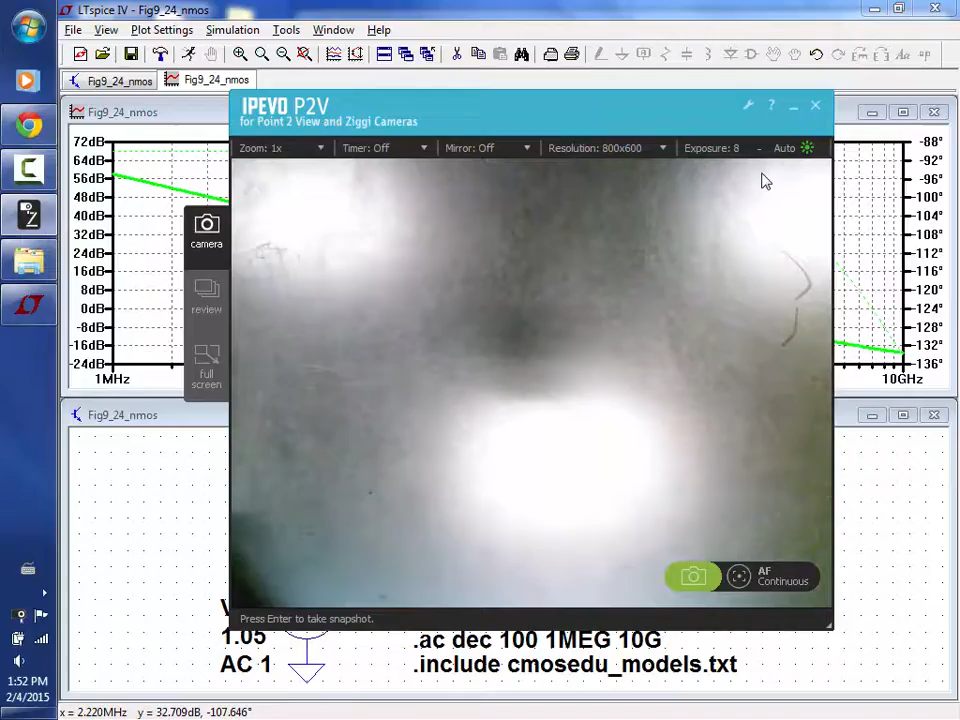 LTspice IV - Fig9_24_nmos
File View Plot Settings Simulation Tools Window Help
Fig9_24_nmos Fig9_24_nmos
Fig9_24_nmos
IPEVO P2V
for Point 2 View and Ziggi Cameras
Zoom: 1x Timer: Off Mirror: Off Resolution: 800x600 Exposure: 8 - Auto
72dB -88°
64dB -92°
56dB -96°
48dB -100°
40dB -104°
32dB -108°
24dB -112°
16dB -116°
8dB -120°
0dB -124°
-8dB -128°
-16dB -132°
-24dB -136°
1MHz 10GHz
camera
review
full
screen
Fig9_24_nmos
AF
Continuous
Press Enter to take snapshot.
V
1.05
AC 1
.ac dec 100 1MEG 10G
.include cmosedu_models.txt
1:52 PM
2/4/2015
x = 2.220MHz y = 32.709dB, -107.646°